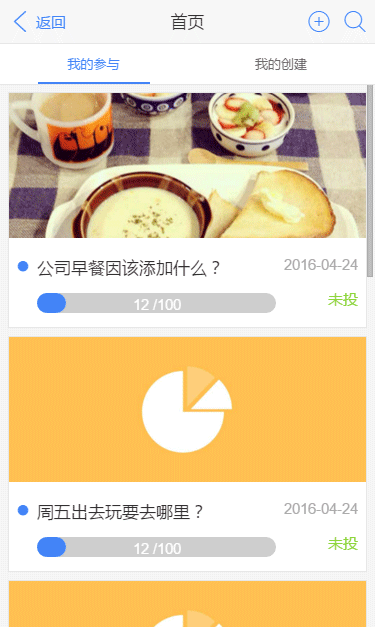 返回
首页
我的参与
我的创建
公司早餐因该添加什么？
2016-04-24
12 /100
未投
周五出去玩要去哪里？
2016-04-24
12 /100
未投